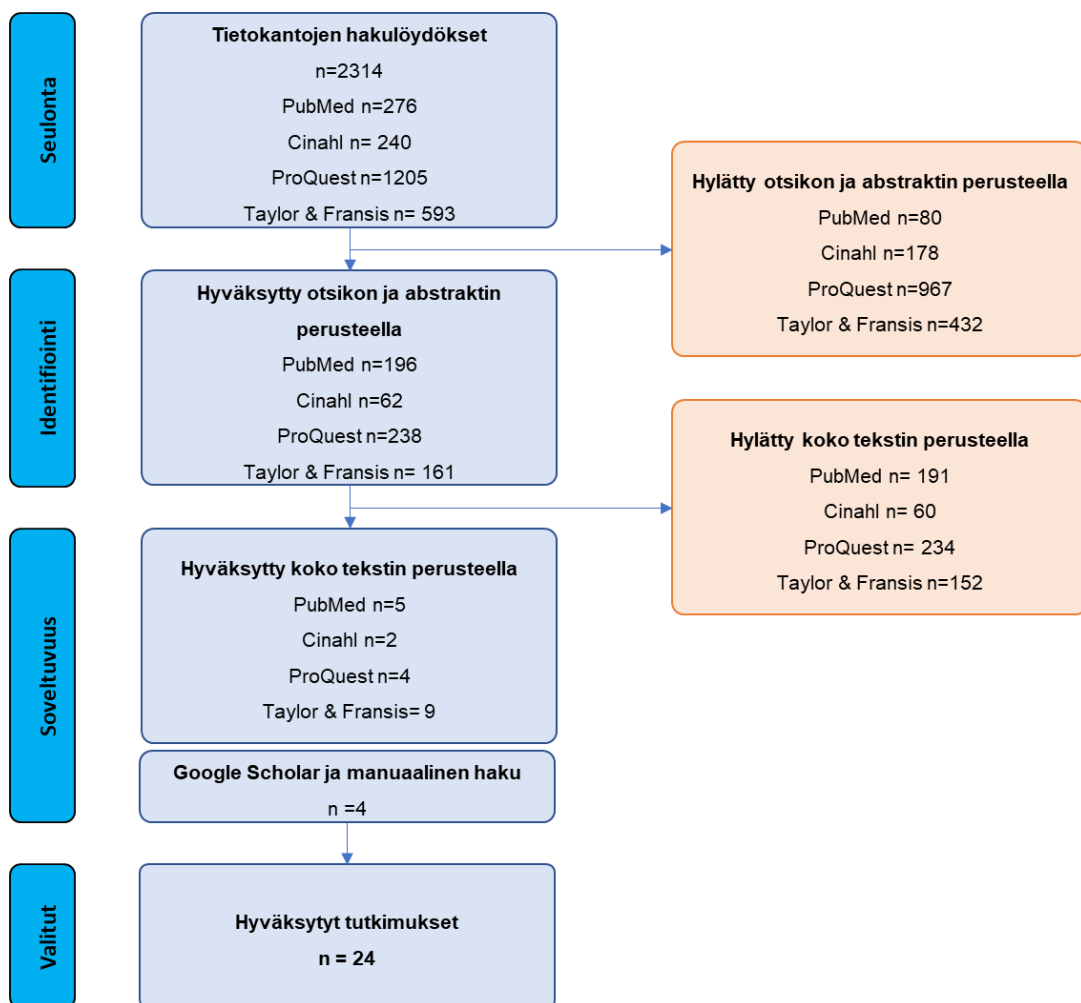 Seulonta
Tietokantojen hakulöydökset
n=2314
PubMed n=276
Cinahl n= 240
ProQuest n=1205
Taylor & Fransis n= 593
Hylätty otsikon ja abstraktin perusteella
PubMed n=80
Cinahl n=178
ProQuest n=967
Taylor & Fransis n=432
Identifiointi
Hyväksytty otsikon ja abstraktin
perusteella
PubMed n=196
Cinahl n=62
ProQuest n=238
Taylor & Fransis n= 161
Hylätty koko tekstin perusteella
PubMed n= 191
Cinahl n= 60
ProQuest n= 234
Taylor & Fransis n=152
Soveltuvuus
Hyväksytty koko tekstin perusteella
PubMed n=5
Cinahl n=2
ProQuest n=4
Taylor & Fransis= 9
Google Scholar ja manuaalinen haku
n =4
Valitut
Hyväksytyt tutkimukset
n = 24